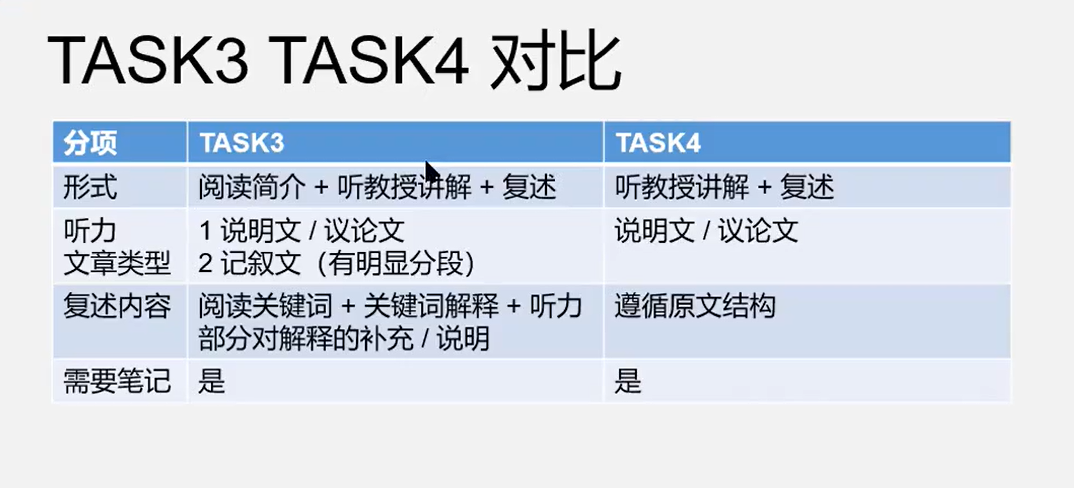 TASK3 TASK4 对比
分项 TASK3 TASK4
形式 阅读简介 + 听教授讲解 + 复述 听教授讲解 + 复述
听力 1 说明文 / 议论文 说明文 / 议论文
文章类型 2 记叙文（有明显分段）
复述内容 阅读关键词 + 关键词解释 + 听力 遵循原文结构
部分对解释的补充 / 说明
需要笔记 是 是